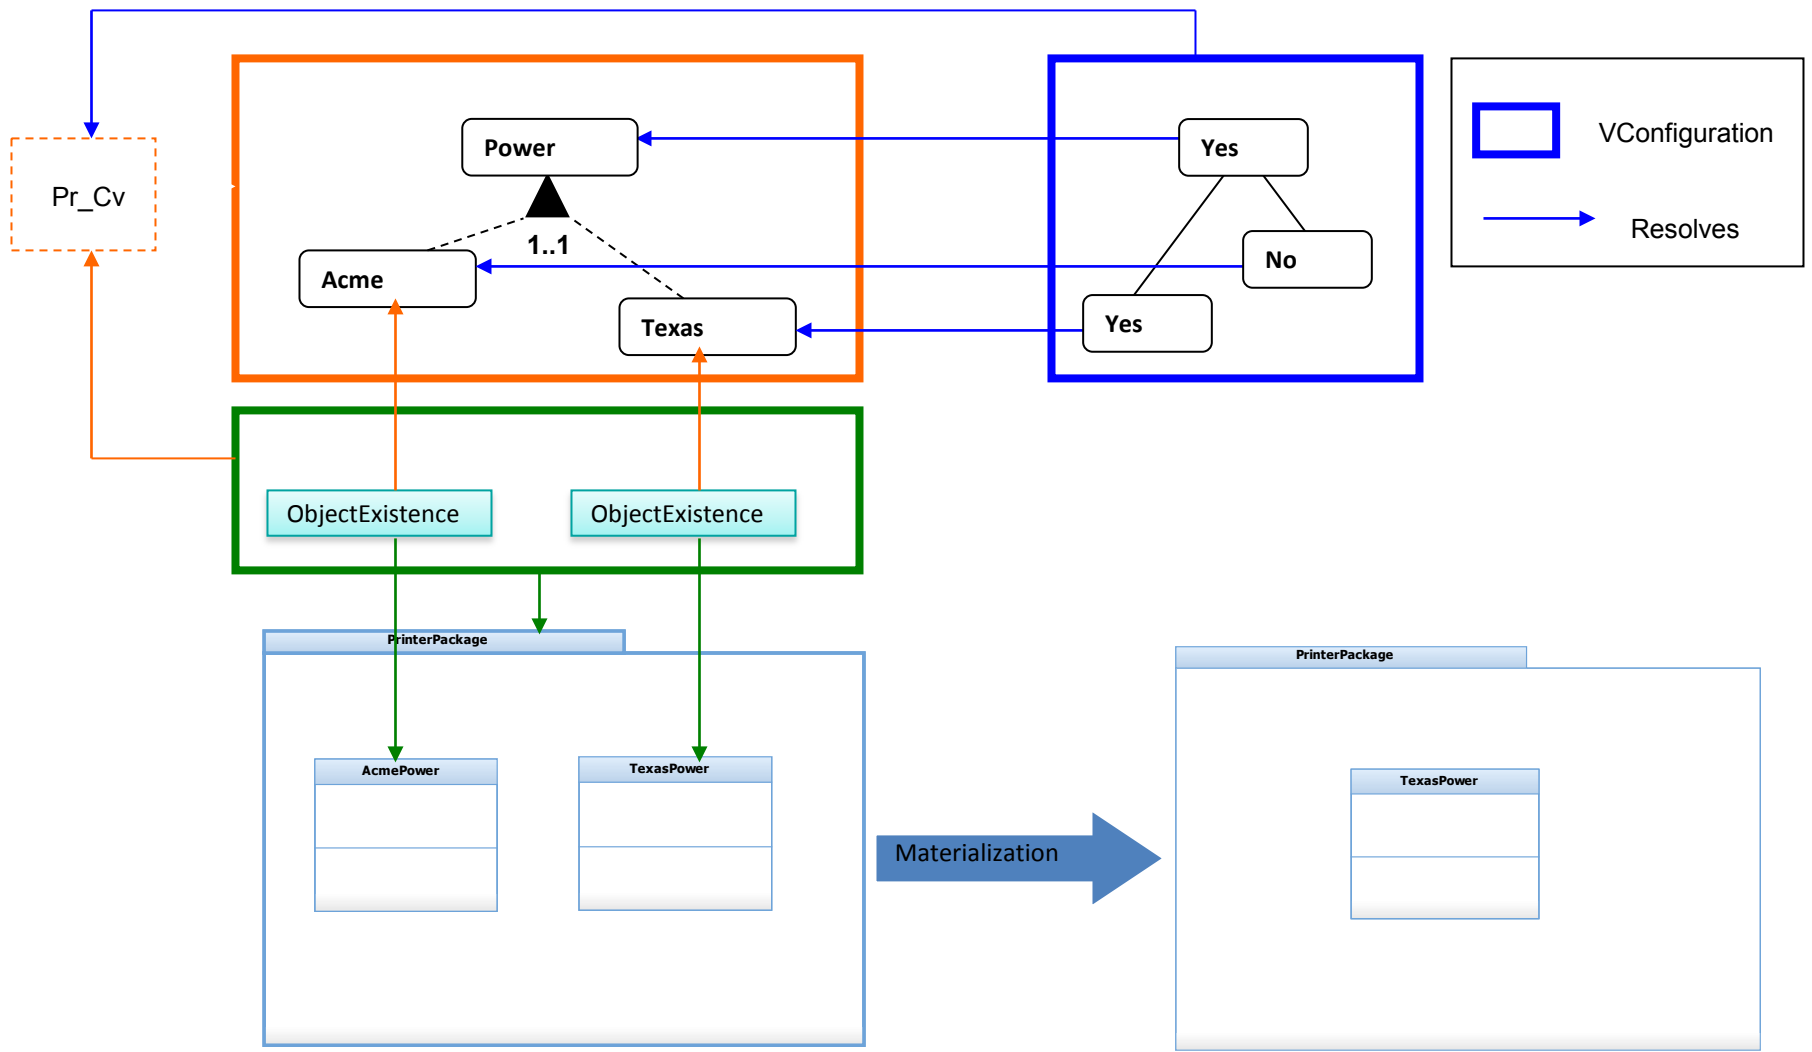 Power
Yes
VConfiguration
Pr_Cv
Resolves
1..1
Acme
No
Texas
Yes
ObjectExistence
ObjectExistence
PrinterPackage
PrinterPackage
AcmePower
TexasPower
TexasPower
Materialization